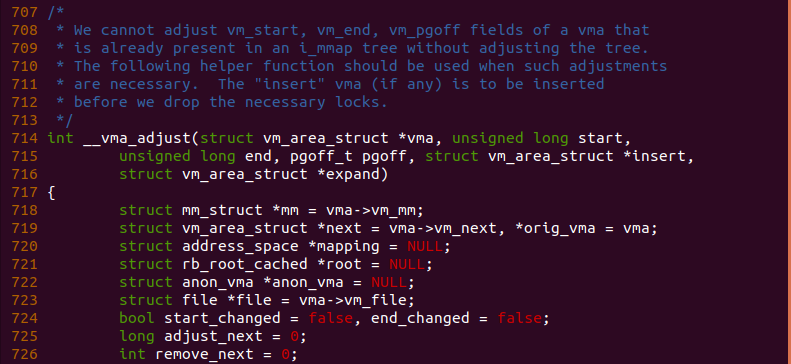 707 /*
708  * We cannot adjust vm_start, vm_end, vm_pgoff fields of a vma that
709  * is already present in an i_mmap tree without adjusting the tree.
710  * The following helper function should be used when such adjustments
711  * are necessary.  The "insert" vma (if any) is to be inserted
712  * before we drop the necessary locks.
713  */
714 int __vma_adjust(struct vm_area_struct *vma, unsigned long start,
715         unsigned long end, pgoff_t pgoff, struct vm_area_struct *insert,
716         struct vm_area_struct *expand)
717 {
718         struct mm_struct *mm = vma->vm_mm;
719         struct vm_area_struct *next = vma->vm_next, *orig_vma = vma;
720         struct address_space *mapping = NULL;
721         struct rb_root_cached *root = NULL;
722         struct anon_vma *anon_vma = NULL;
723         struct file *file = vma->vm_file;
724         bool start_changed = false, end_changed = false;
725         long adjust_next = 0;
726         int remove_next = 0;